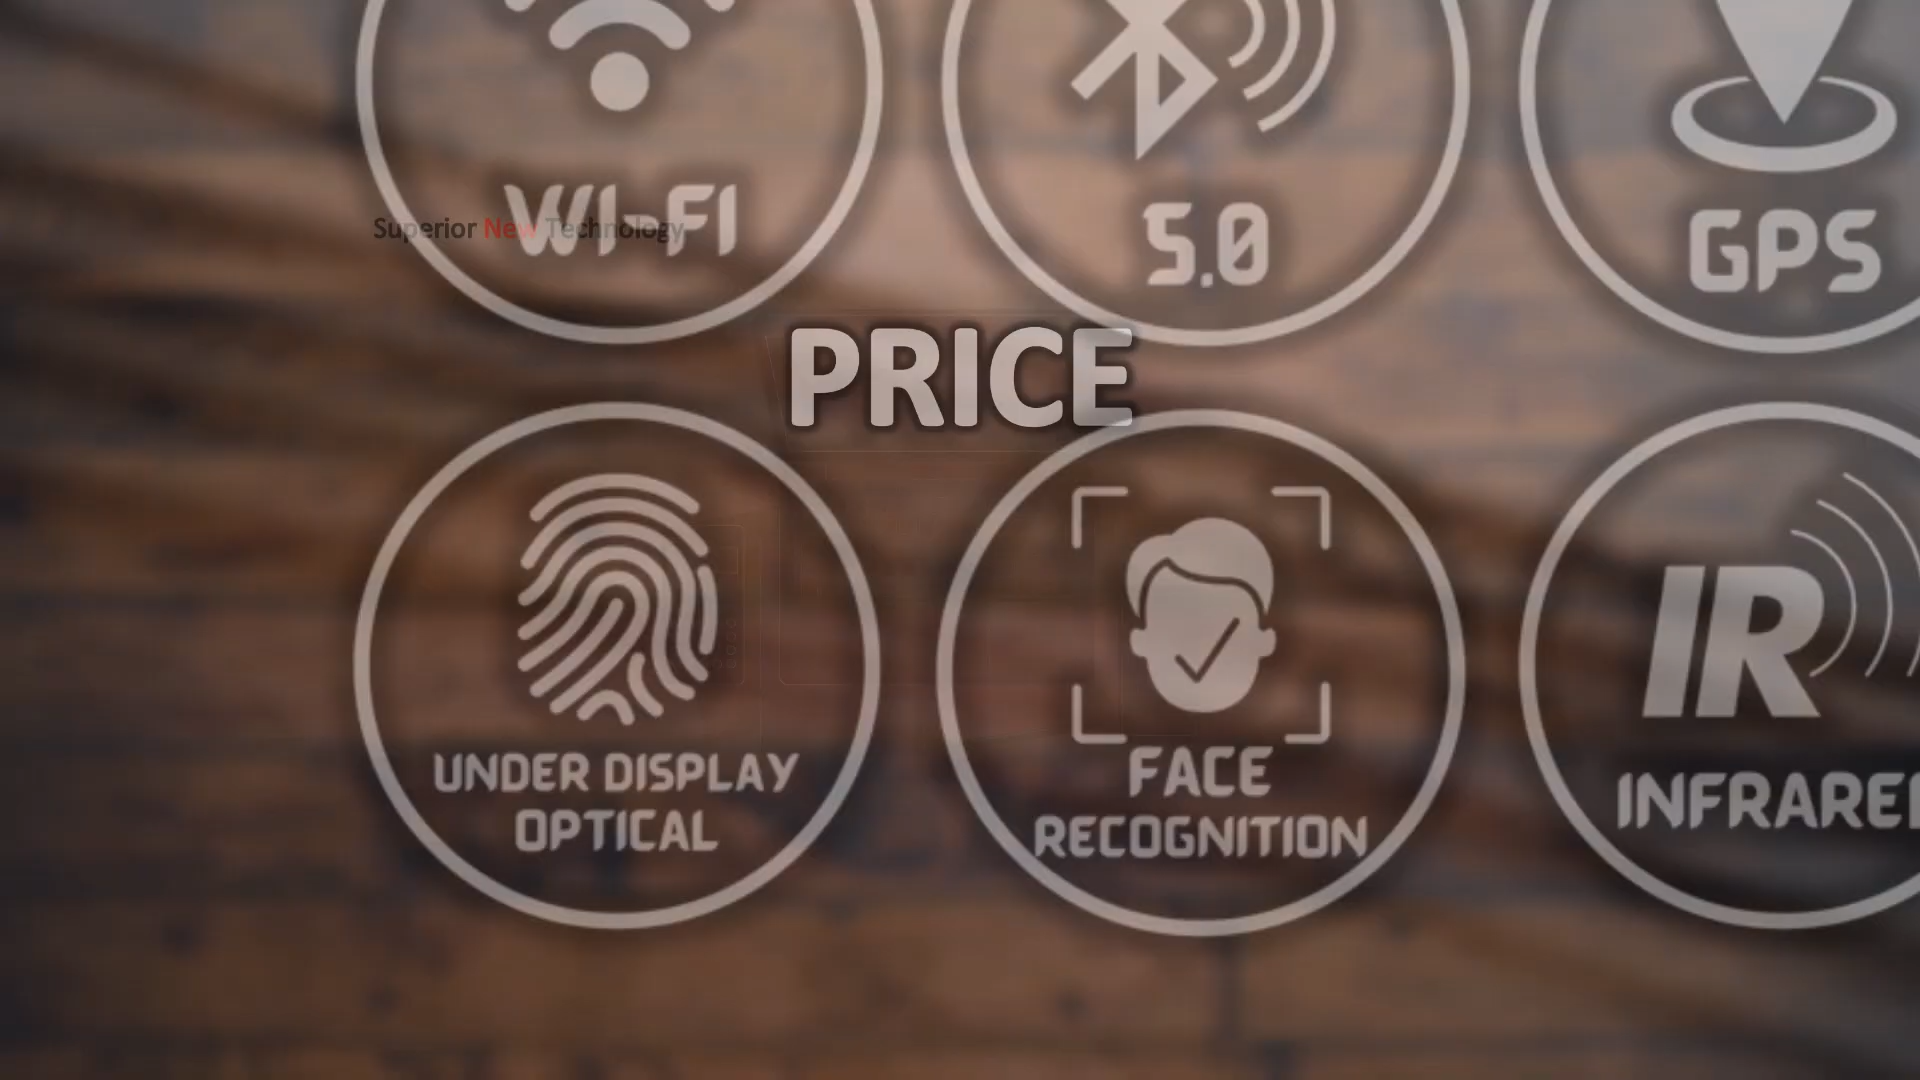 WI-FI
5.0
GPS
Superior New Technology
PRICE
UNDER DISPLAY
OPTICAL
FACE
RECOGNITION
IR
INFRARE